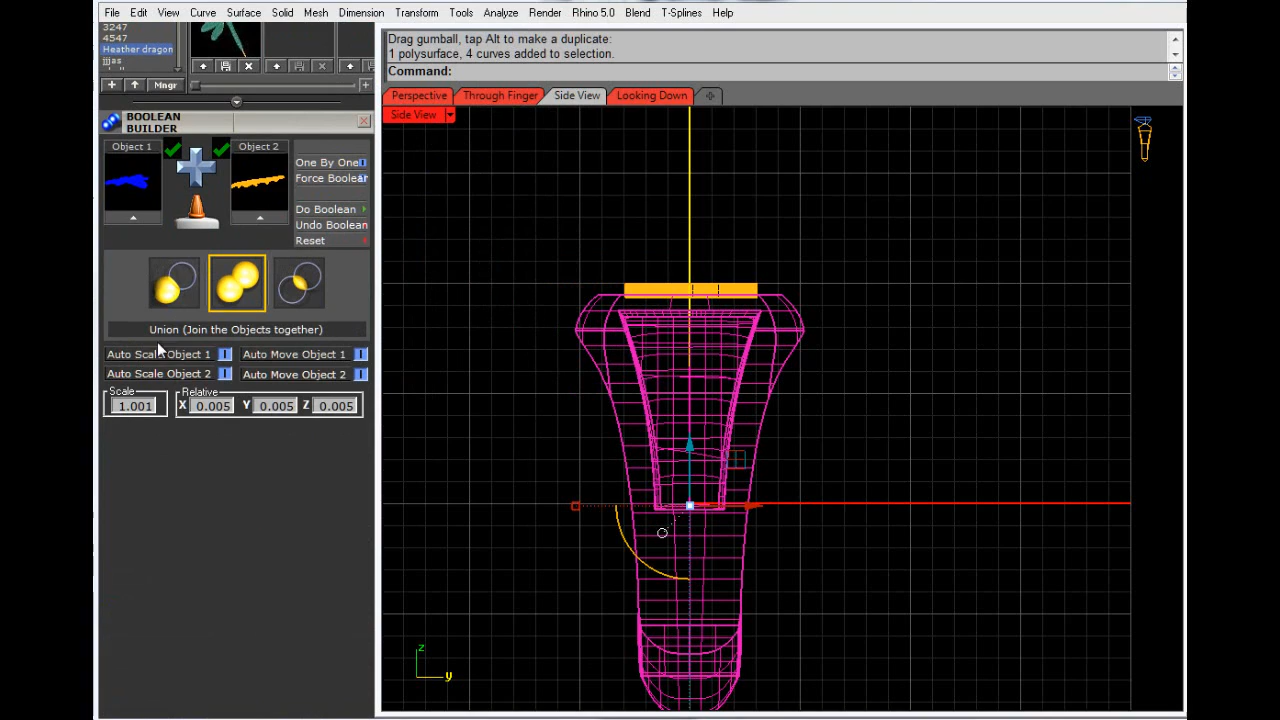 File Edit View Curve Surface Solid Mesh Dimension Transform Tools Analyze Render Rhino 5.0 Blend T-Splines Help
3247
4547
Heather dragon
Mngr
Drag gumball, tap Alt to make a duplicate:
1 polysurface, 4 curves added to selection.
Command:
Perspective Through Finger Side View Looking Down
Side View
BOOLEAN
BUILDER
Object 1
Object 2
One By One
Force Boolear
Do Boolean
Undo Boolean
Reset
Union (Join the Objects together)
Auto Scale Object 1 Auto Move Object 1
Auto Scale Object 2 Auto Move Object 2
Scale Relative
1.001 X 0.005 Y 0.005 Z 0.005
z
y